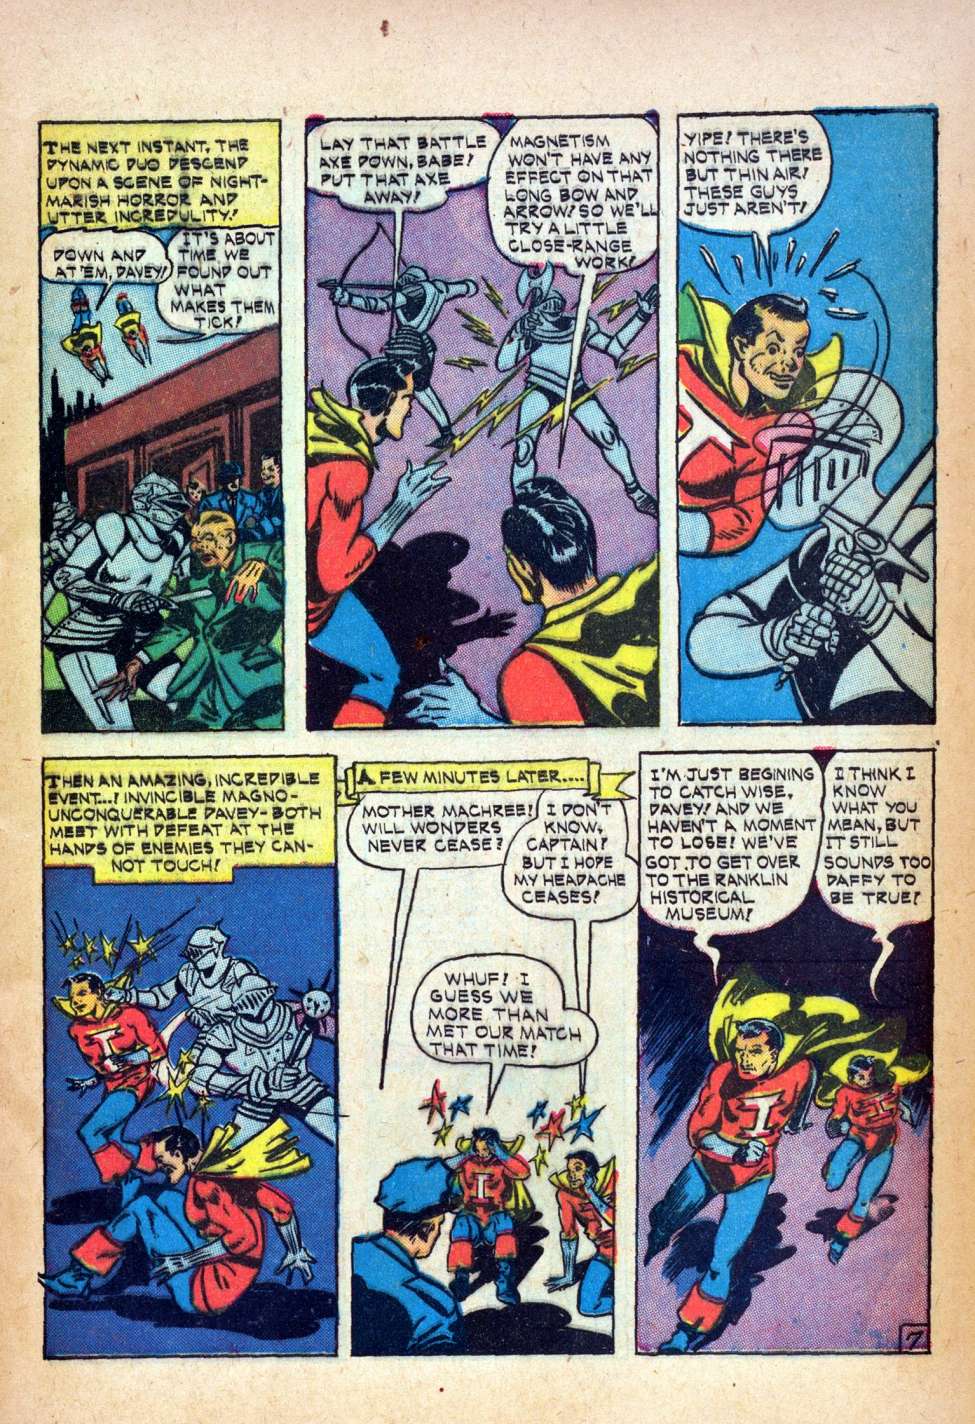 THE NEXT INSTANT, THE
DYNAMIC DUO DESCEND
UPON A SCENE OF NIGHT-
MARISH HORROR AND
UTTER INCREDULITY!
DOWN AND
AT 'EM, DAVEY!
IT'S ABOUT
TIME WE
FOUND OUT
WHAT
MAKES THEM
TICK!
LAY THAT BATTLE
AXE DOWN, BABE!
PUT THAT AXE
AWAY!
MAGNETISM
WON'T HAVE ANY
EFFECT ON THAT
LONG BOW AND
ARROW! SO WE'LL
TRY A LITTLE
CLOSE-RANGE
WORK!
YIPE! THERE'S
NOTHING THERE
BUT THIN AIR!
THESE GUYS
JUST AREN'T!
I
THEN AN AMAZING, INCREDIBLE
EVENT...! INVINCIBLE MAGNO-
UNCONQUERABLE DAVEY-BOTH
MEET WITH DEFEAT AT THE
HANDS OF ENEMIES THEY CAN-
NOT TOUCH!
I
A FEW MINUTES LATER....
MOTHER MACHREE!
WILL WONDERS
NEVER CEASE?
I DON'T
KNOW,
CAPTAIN!
BUT I HOPE
MY HEADACHE
CEASES!
WHUF! I
GUESS WE
MORE THAN
MET OUR MATCH
THAT TIME!
I
I
I'M JUST BEGINING
TO CATCH WISE,
DAVEY! AND WE
HAVEN'T A MOMENT
TO LOSE! WE'VE
GOT TO GET OVER
TO THE RANKLIN
HISTORICAL
MUSEUM!
I THINK I
KNOW
WHAT YOU
MEAN, BUT
IT STILL
SOUNDS TOO
DAFFY TO
BE TRUE!
I
I
7